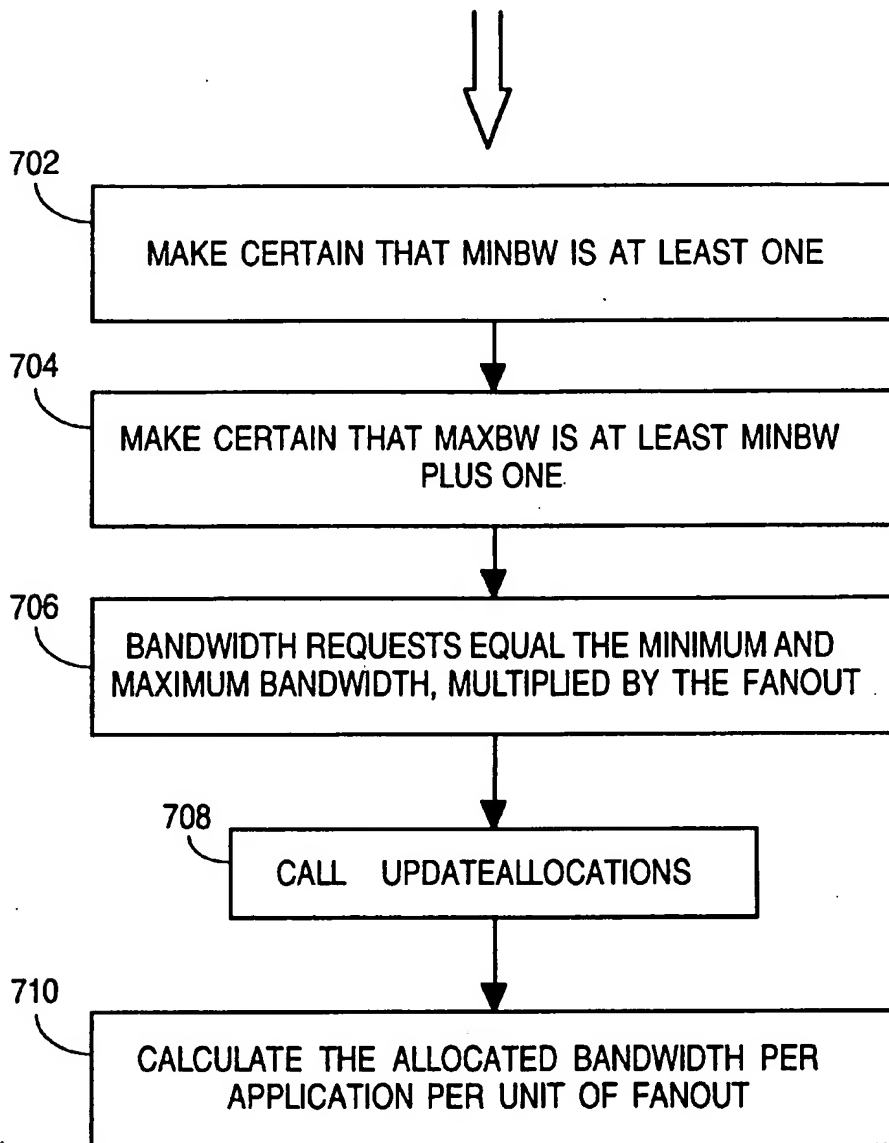 702
MAKE CERTAIN THAT MINBW IS AT LEAST ONE
704
MAKE CERTAIN THAT MAXBW IS AT LEAST MINBW
PLUS ONE
706
BANDWIDTH REQUESTS EQUAL THE MINIMUM AND
MAXIMUM BANDWIDTH, MULTIPLIED BY THE FANOUT
708
CALL UPDATEALLOCATIONS
710
CALCULATE THE ALLOCATED BANDWIDTH PER
APPLICATION PER UNIT OF FANOUT